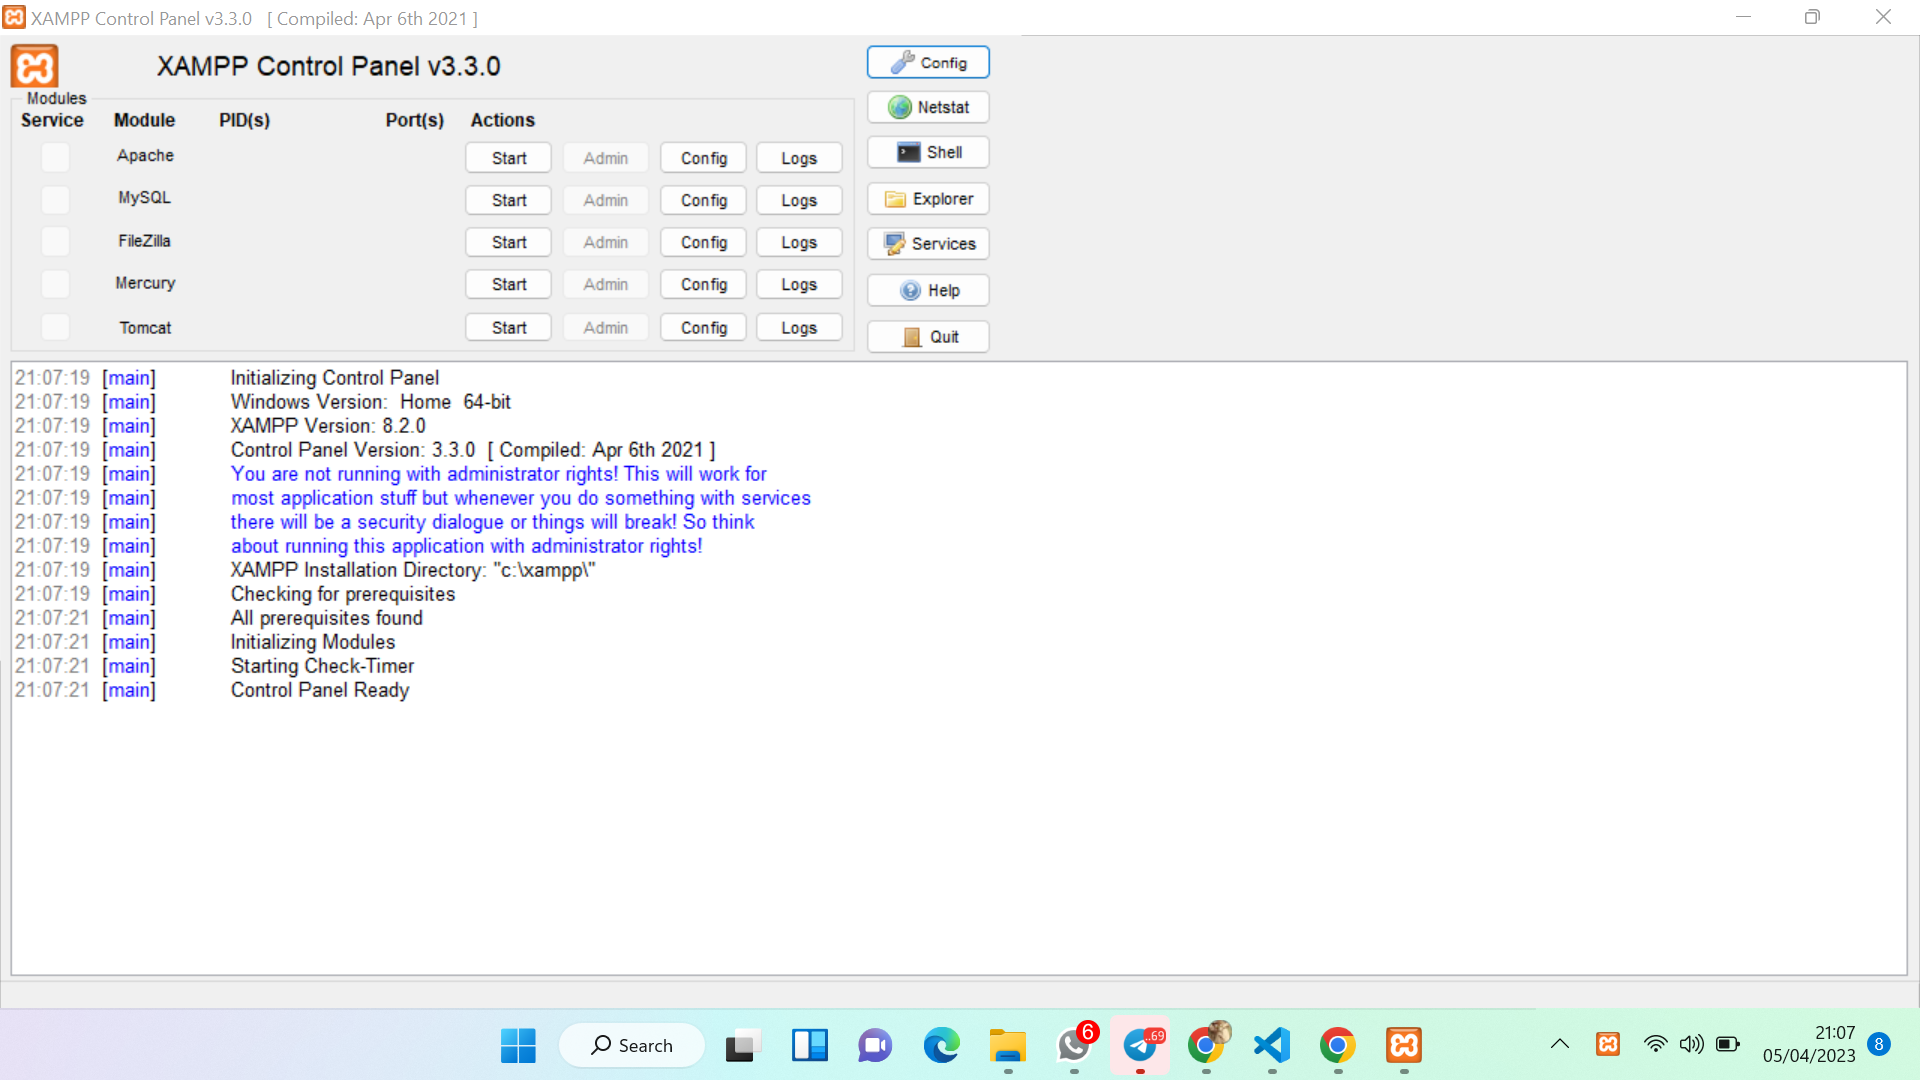 XAMPP Control Panel v3.3.0 [ Compiled: Apr 6th 2021 ]
XAMPP Control Panel v3.3.0
Config
Modules
Service Module PID(s) Port(s) Actions
Netstat
Apache Start Admin Config Logs
Shell
MySQL Start Admin Config Logs
Explorer
FileZilla Start Admin Config Logs
Services
Mercury Start Admin Config Logs
Help
Tomcat Start Admin Config Logs
Quit
21:07:19 [main] Initializing Control Panel
21:07:19 [main] Windows Version: Home 64-bit
21:07:19 [main] XAMPP Version: 8.2.0
21:07:19 [main] Control Panel Version: 3.3.0 [ Compiled: Apr 6th 2021 ]
21:07:19 [main] You are not running with administrator rights! This will work for
21:07:19 [main] most application stuff but whenever you do something with services
21:07:19 [main] there will be a security dialogue or things will break! So think
21:07:19 [main] about running this application with administrator rights!
21:07:19 [main] XAMPP Installation Directory: "c:\xampp\"
21:07:19 [main] Checking for prerequisites
21:07:21 [main] All prerequisites found
21:07:21 [main] Initializing Modules
21:07:21 [main] Starting Check-Timer
21:07:21 [main] Control Panel Ready
Search
6
..69
21:07
05/04/2023
8